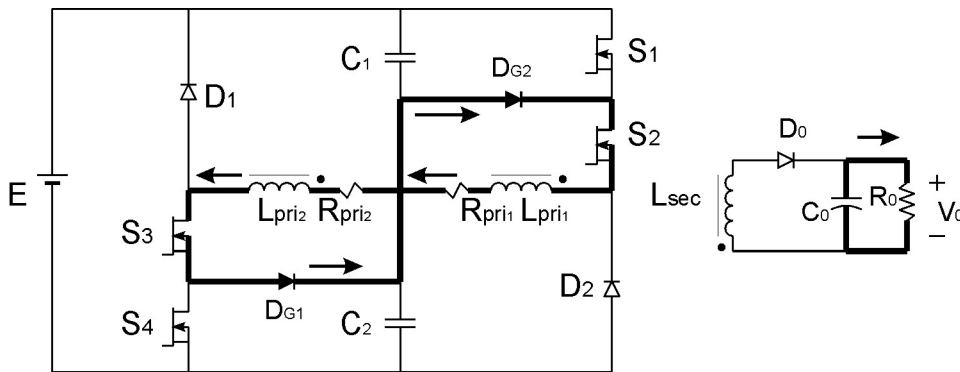 C1
S1
DG2
D1
S2
D0
E
Lpri2
Rpri2
Rpri1
Lpri1
Lsec
C0
R0
+
V0
−
S3
DG1
D2
S4
C2